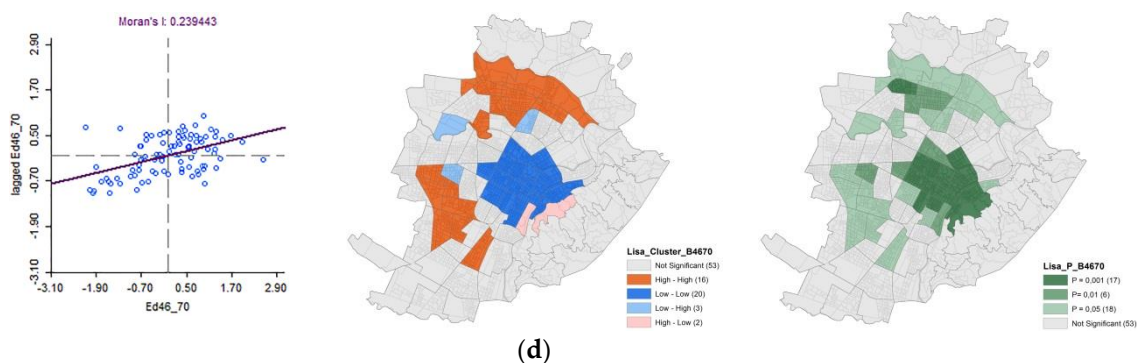 Moran's I: 0.239443
2.90
1.70
0.50
-0.70
-1.90
-3.10
lagged Ed46_70
-3.10 -1.90 -0.70 0.50 1.70 2.90
Ed46_70
Lisa_Cluster_B4670
Not Significant (53)
High - High (16)
Low - Low (20)
Low - High (3)
High - Low (2)
Lisa_P_B4670
P = 0,001 (17)
P= 0,01 (6)
P = 0,05 (18)
Not Significant (53)
(d)